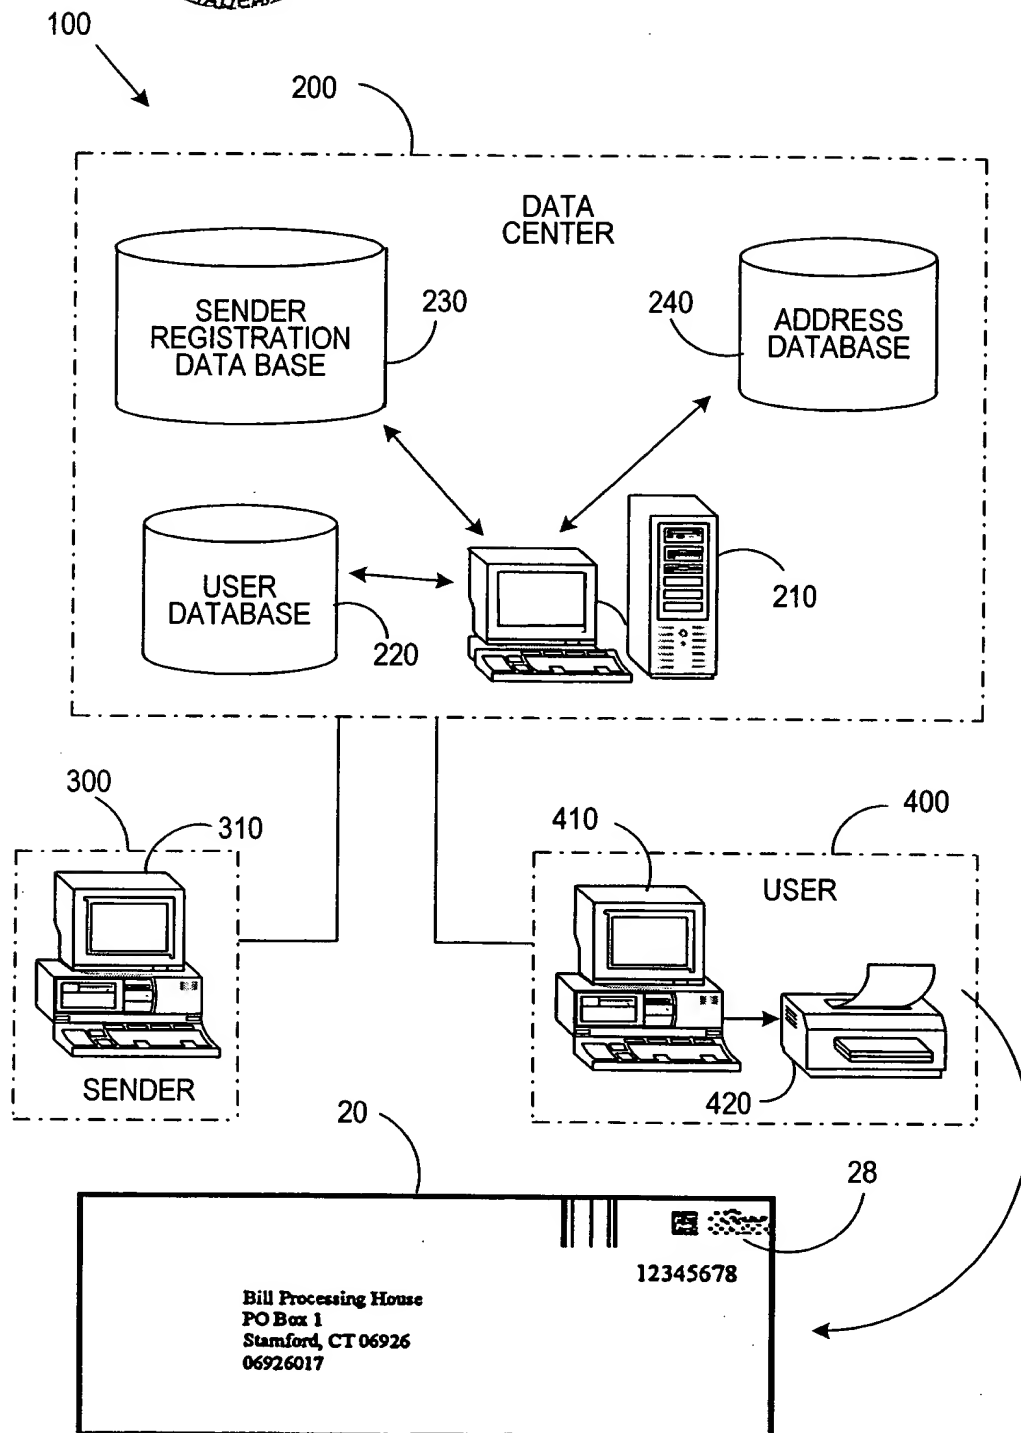 100
200
DATA
CENTER
SENDER
REGISTRATION
DATA BASE
230
240
ADDRESS
DATABASE
USER
DATABASE
220
210
300
310
SENDER
410
400
USER
420
20
28
12345678
Bill Processing House
PO Box 1
Stamford, CT 06926
06926017